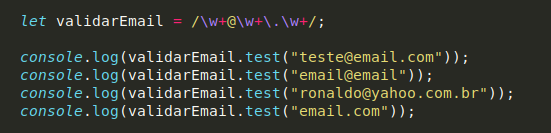 let validarEmail = /\w+@\w+\.\w+/;
console.log(validarEmail.test("teste@email.com"));
console.log(validarEmail.test("email@email"));
console.log(validarEmail.test("ronaldo@yahoo.com.br"));
console.log(validarEmail.test("email.com"));